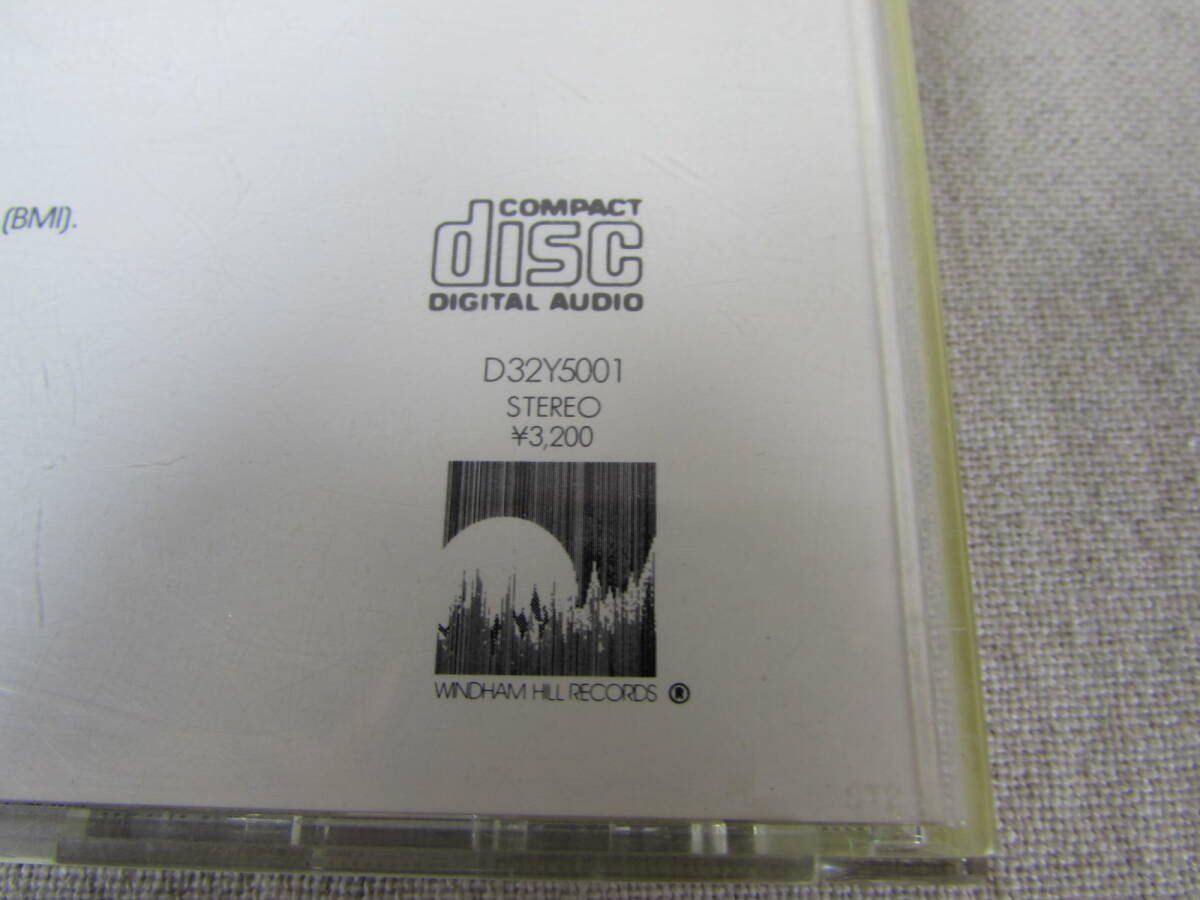 (BMI).
COMPACT
disc
DIGITAL AUDIO
D32Y5001
STEREO
¥3,200
WINDHAM HILL RECORDS ®